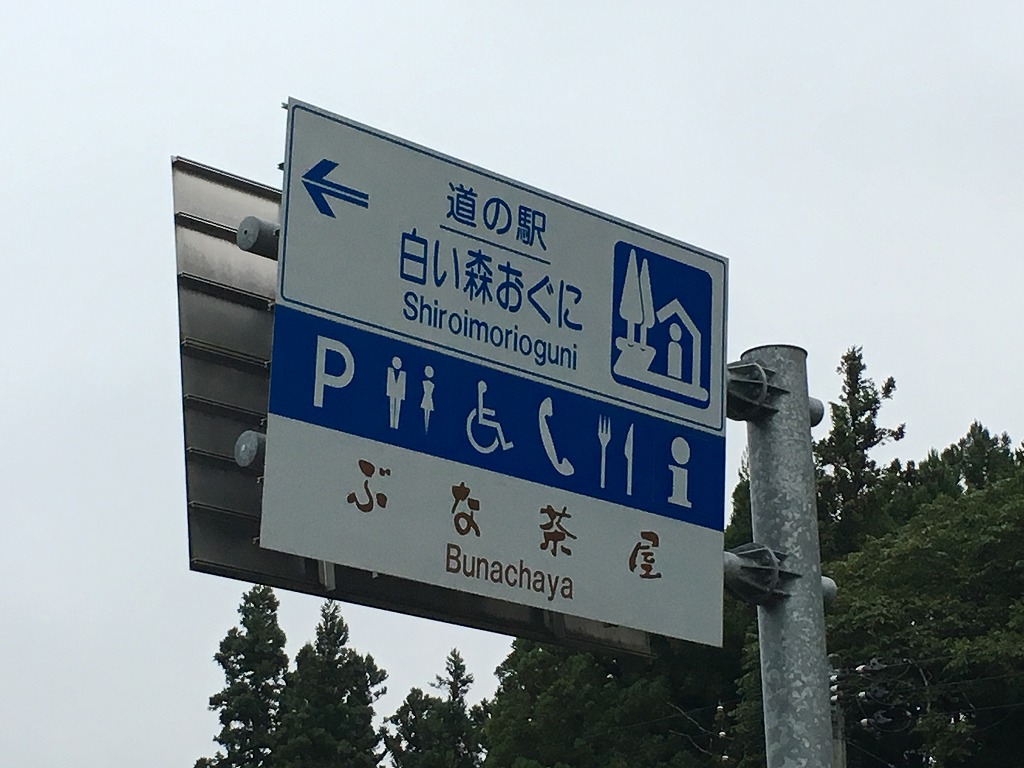 道の駅
白い森おぐに
Shiroimorioguni
P
i
ぶな茶屋
Bunachaya